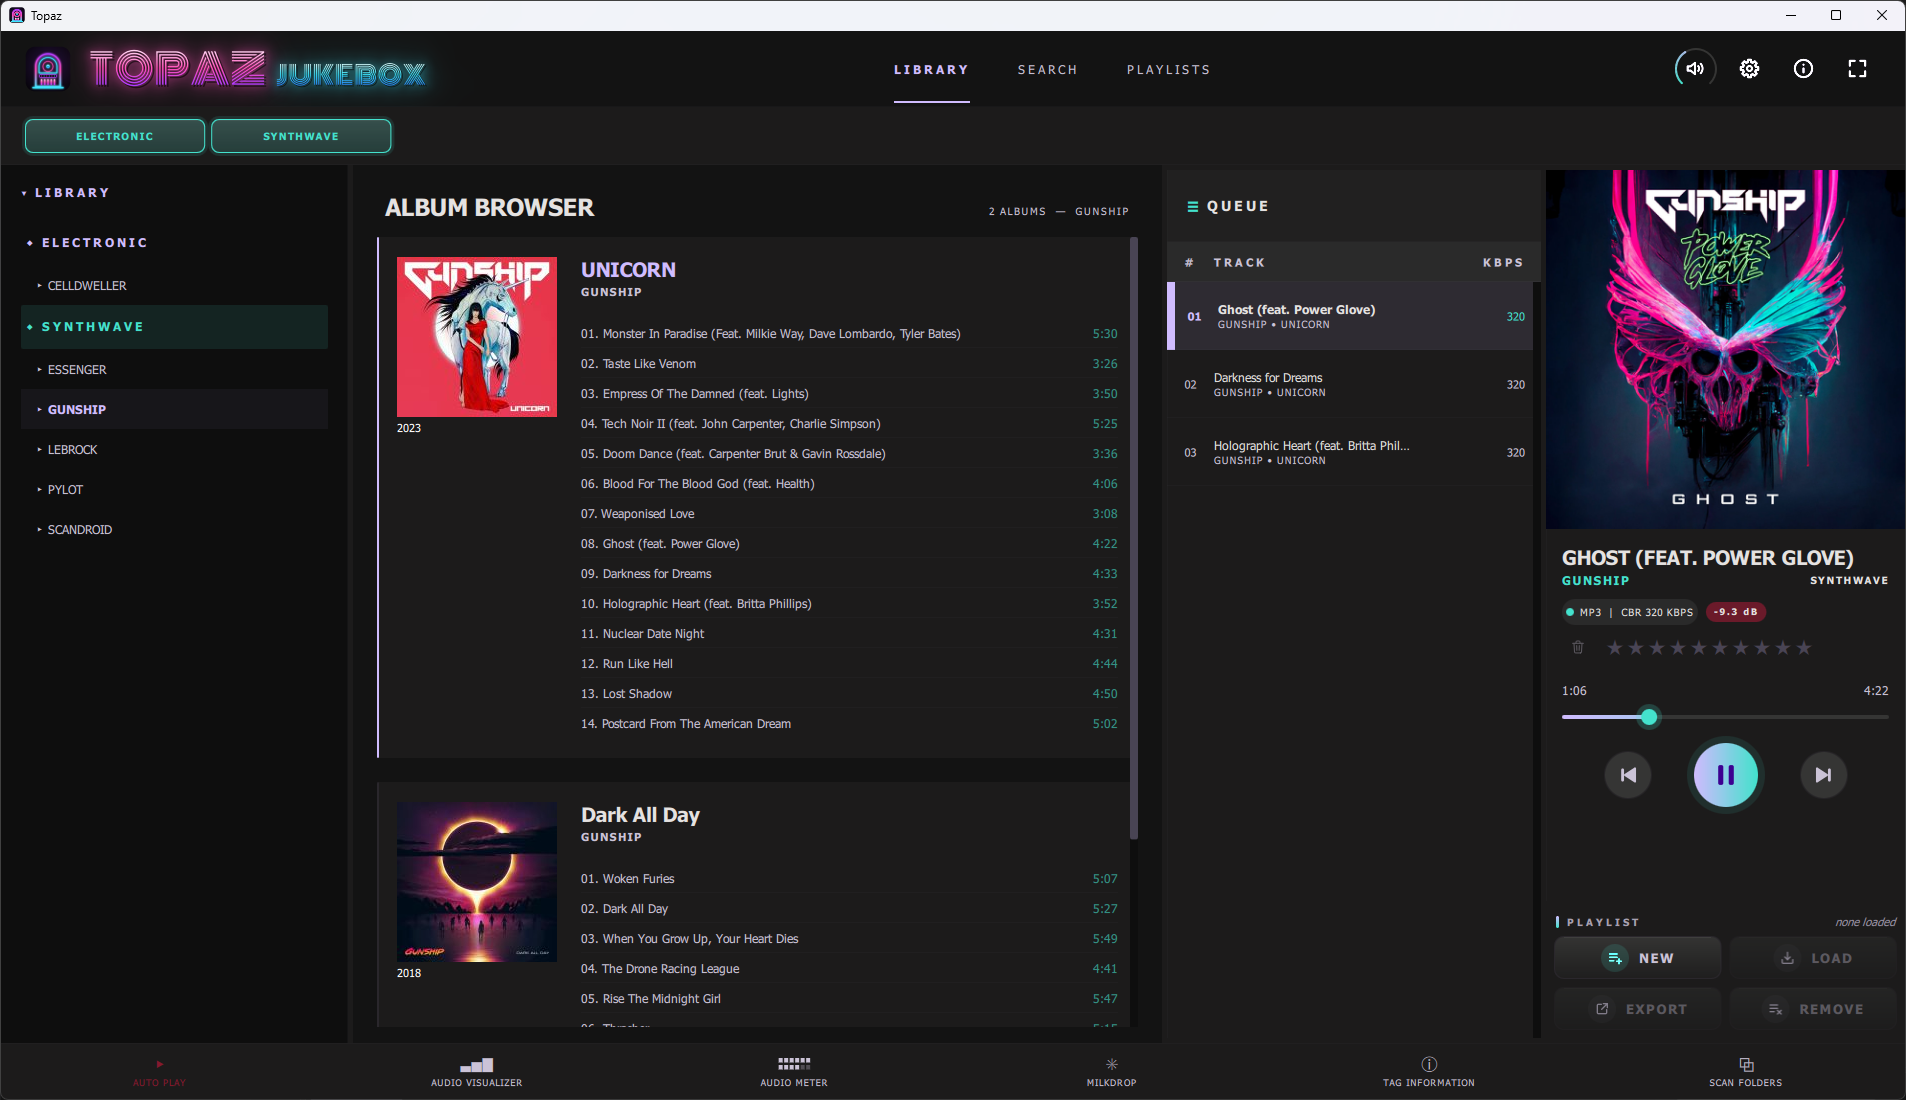 Topaz
TOPAZ JUKEBOX
LIBRARY
SEARCH
PLAYLISTS
ELECTRONIC
SYNTHWAVE
LIBRARY
ELECTRONIC
CELLDWELLER
SYNTHWAVE
ESSENGER
GUNSHIP
LEBROCK
PYLOT
SCANDROID
ALBUM BROWSER
2 ALBUMS — GUNSHIP
GUNSHIP
UNICORN
2023
UNICORN
GUNSHIP
01. Monster In Paradise (Feat. Milkie Way, Dave Lombardo, Tyler Bates) 5:30
02. Taste Like Venom 3:26
03. Empress Of The Damned (feat. Lights) 3:50
04. Tech Noir II (feat. John Carpenter, Charlie Simpson) 5:25
05. Doom Dance (feat. Carpenter Brut & Gavin Rossdale) 3:36
06. Blood For The Blood God (feat. Health) 4:06
07. Weaponised Love 3:08
08. Ghost (feat. Power Glove) 4:22
09. Darkness for Dreams 4:33
10. Holographic Heart (feat. Britta Phillips) 3:52
11. Nuclear Date Night 4:31
12. Run Like Hell 4:44
13. Lost Shadow 4:50
14. Postcard From The American Dream 5:02
GUNSHIP
DARK ALL DAY
2018
Dark All Day
GUNSHIP
01. Woken Furies 5:07
02. Dark All Day 5:27
03. When You Grow Up, Your Heart Dies 5:49
04. The Drone Racing League 4:41
05. Rise The Midnight Girl 5:47
QUEUE
# TRACK KBPS
01 Ghost (feat. Power Glove) 320
GUNSHIP • UNICORN
02 Darkness for Dreams 320
GUNSHIP • UNICORN
03 Holographic Heart (feat. Britta Phil... 320
GUNSHIP • UNICORN
GUNSHIP
POWER
GLOVE
GHOST
GHOST (FEAT. POWER GLOVE)
GUNSHIP SYNTHWAVE
MP3 | CBR 320 KBPS -9.3 dB
1:06 4:22
PLAYLIST none loaded
NEW LOAD
EXPORT REMOVE
AUTO PLAY
AUDIO VISUALIZER
AUDIO METER
MILKDROP
TAG INFORMATION
SCAN FOLDERS